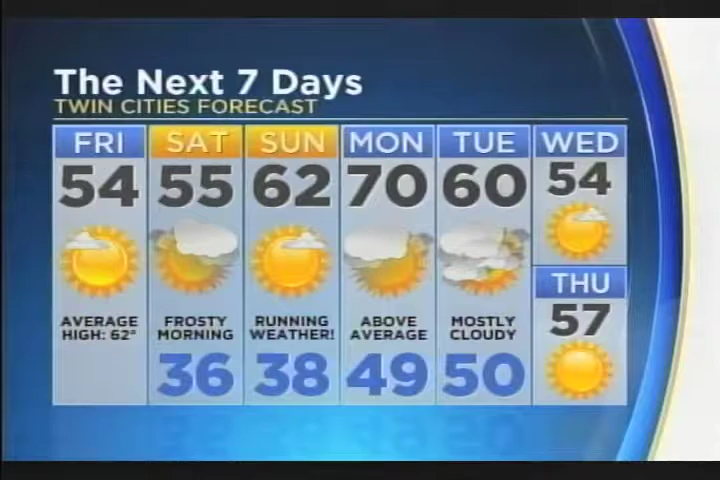 The Next 7 Days
TWIN CITIES FORECAST
FRI
54
AVERAGE
HIGH: 62°
SAT
55
FROSTY
MORNING
36
SUN
62
RUNNING
WEATHER!
38
MON
70
ABOVE
AVERAGE
49
TUE
60
MOSTLY
CLOUDY
50
WED
54
THU
57